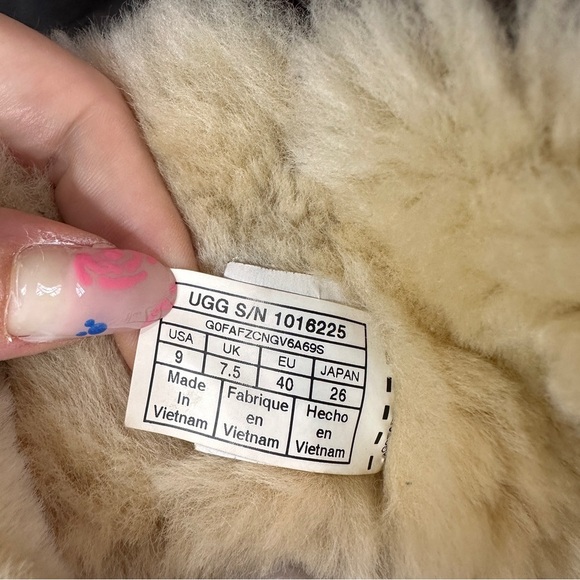 UGG S/N 1016225
G0FAFZCNGV6A69S
USA UK EU JAPAN
9 7.5 40 26
Made In Vietnam
Fabrique en Vietnam
Hecho en Vietnam